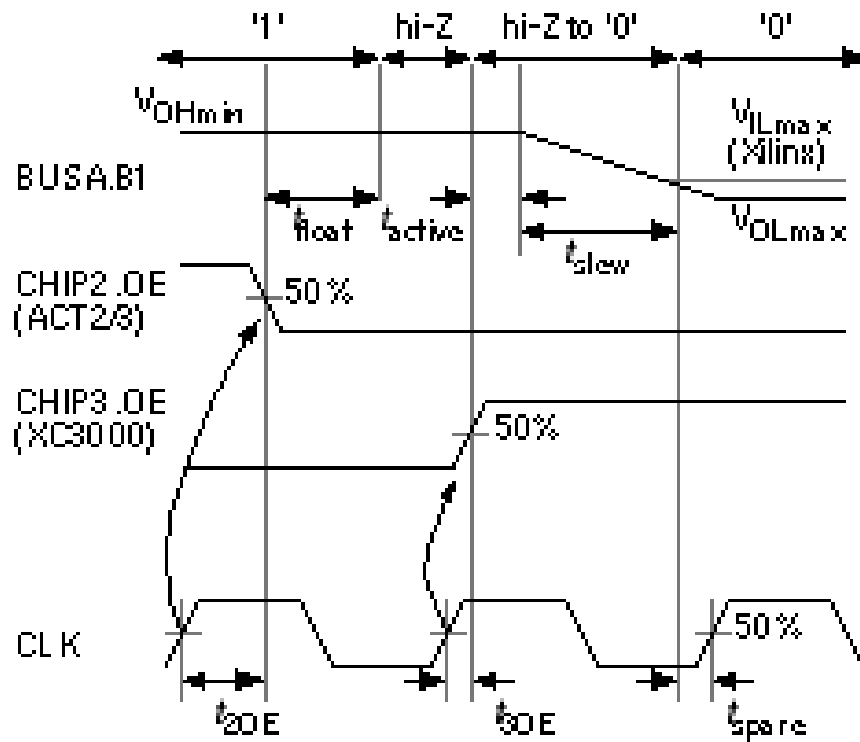 '1' hi-Z hi-Z to '0' '0'
VOHmin
VILmax
(Xilinx)
BUSA.B1
tfloat tactive
VOLmax
tslew
CHIP2.OE
(ACT2/3)
50%
CHIP3.OE
(XC3000)
50%
CLK
50%
t2OE t3OE tspare